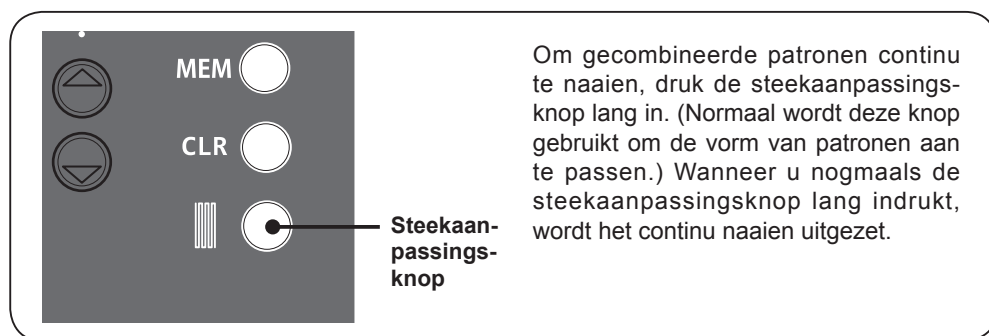 MEM
CLR
Steekaan-
passings-
knop
Om gecombineerde patronen continu
te naaien, druk de steekaanpassings-
knop lang in. (Normaal wordt deze knop
gebruikt om de vorm van patronen aan
te passen.) Wanneer u nogmaals de
steekaanpassingsknop lang indrukt,
wordt het continu naaien uitgezet.